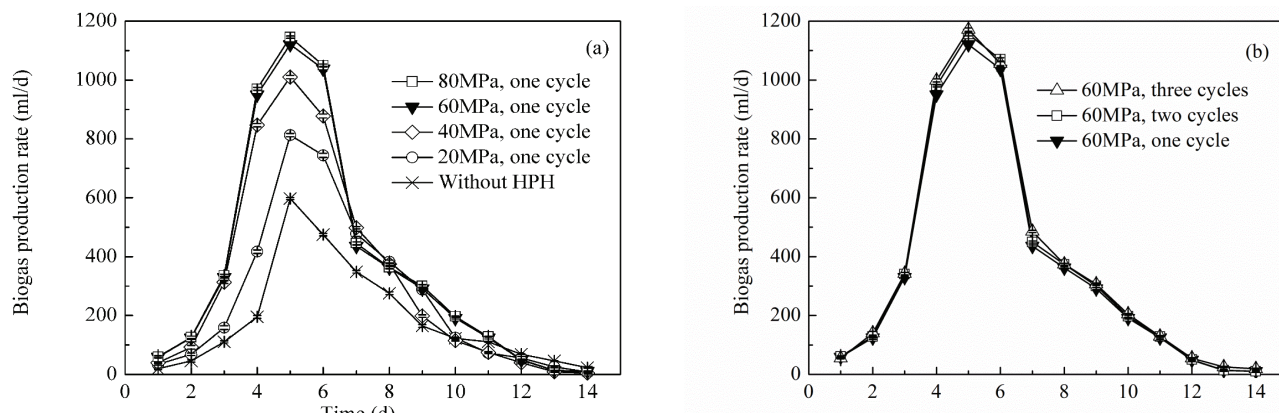 1200
1000
800
600
400
200
0
Biogas production rate (ml/d)
(a)
80MPa, one cycle
60MPa, one cycle
40MPa, one cycle
20MPa, one cycle
Without HPH
0 2 4 6 8 10 12 14
Time (d)
1200
1000
800
600
400
200
0
Biogas production rate (ml/d)
(b)
60MPa, three cycles
60MPa, two cycles
60MPa, one cycle
0 2 4 6 8 10 12 14